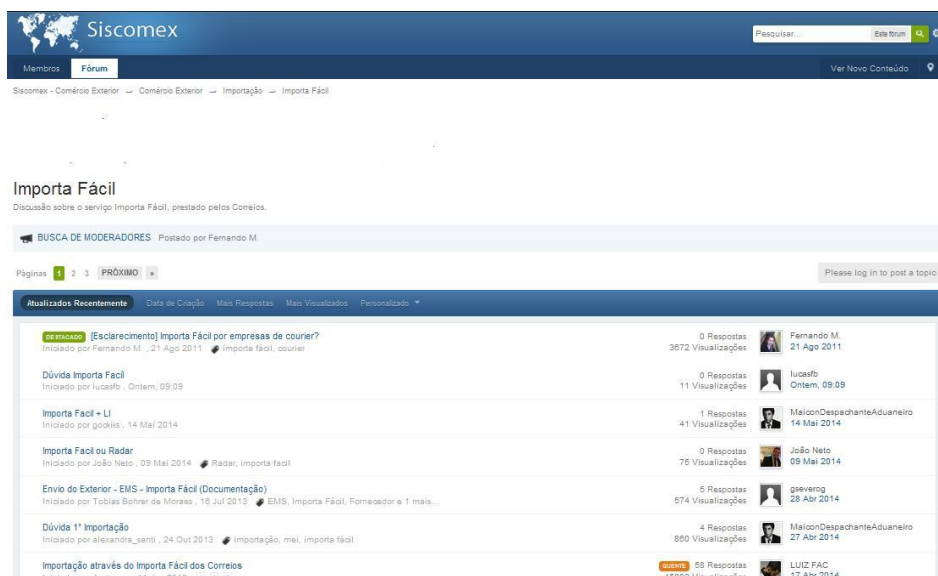 Siscomex
Pesquisar... Este fórum
Membros Fórum Ver Novo Conteúdo
Siscomex - Comércio Exterior → Comércio Exterior → Importação → Importa Fácil
Importa Fácil
Discussão sobre o serviço Importa Fácil, prestado pelos Correios.
BUSCA DE MODERADORES Postado por Fernando M.
Páginas 1 2 3 PRÓXIMO »
Please log in to post a topic
Atualizados Recentemente Data de Criação Mais Respostas Mais Visualizados Personalizado
DESTACADO [Esclarecimento] Importa Fácil por empresas de courier? 0 Respostas Fernando M.
Iniciado por Fernando M. , 21 Ago 2011 importa fácil, courier 3672 Visualizações 21 Ago 2011
Dúvida Importa Facíl 0 Respostas lucasfb
Iniciado por lucasfb , Ontem, 09:09 11 Visualizações Ontem, 09:09
Importa Facil + LI 1 Respostas MaiconDespachanteAduaneiro
Iniciado por godkiks , 14 Mai 2014 41 Visualizações 14 Mai 2014
Importa Facil ou Radar 0 Respostas João Neto
Iniciado por João Neto , 09 Mai 2014 Radar, importa facil 75 Visualizações 09 Mai 2014
Envio do Exterior - EMS - Importa Fácil (Documentação) 5 Respostas gseverog
Iniciado por Tobias Bohrer de Moraes , 16 Jul 2013 EMS, Importa Fácil, Fornecedor e 1 mais... 574 Visualizações 28 Abr 2014
Dúvida 1° Importação 4 Respostas MaiconDespachanteAduaneiro
Iniciado por alexandra_santi , 24 Out 2013 importação, mei, importa fácil 860 Visualizações 27 Abr 2014
Importação através do Importa Fácil dos Correios QUENTE 58 Respostas LUIZ FAC
17 Abr 2014